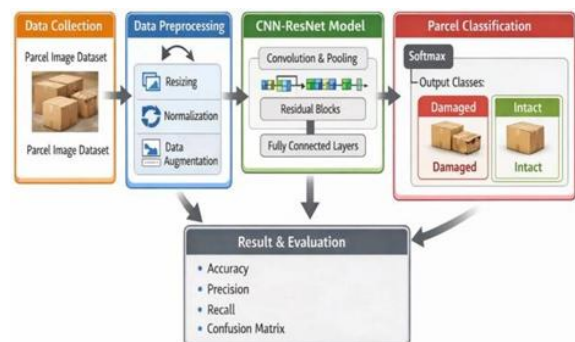 Data Collection
Parcel Image Dataset
Parcel Image Dataset
Data Preprocessing
Resizing
Normalization
Data
Augmentation
CNN-ResNet Model
Convolution & Pooling
Residual Blocks
Fully Connected Layers
Parcel Classification
Softmax
Output Classes:
Damaged
Intact
Damaged
Intact
Result & Evaluation
• Accuracy
• Precision
• Recall
• Confusion Matrix